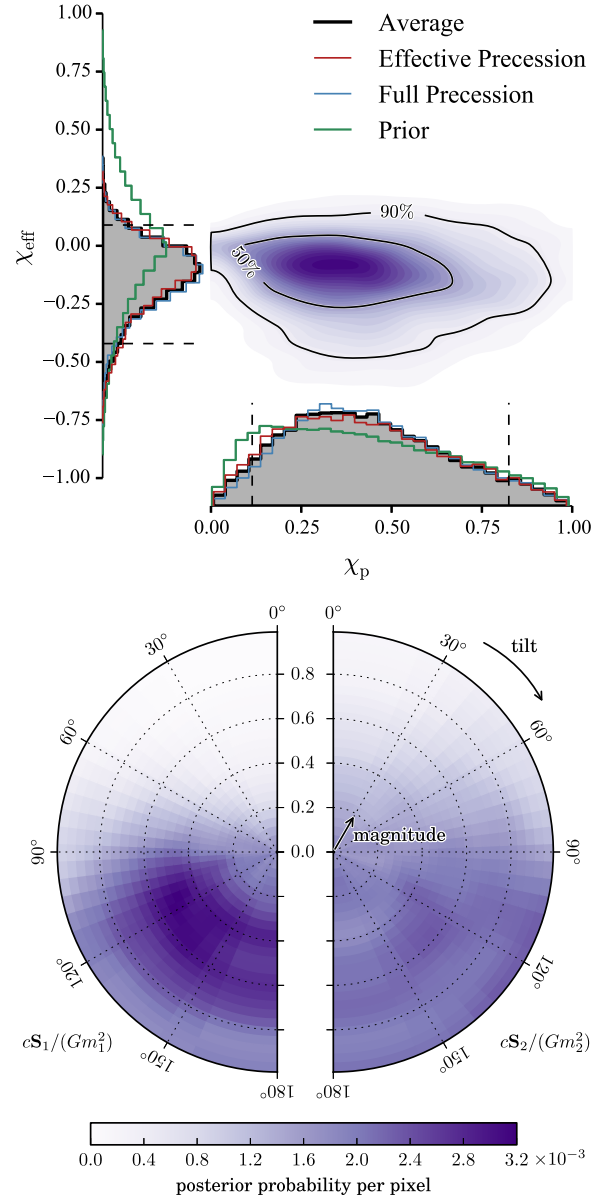 1.00
0.75
0.50
0.25
0.00
−0.25
−0.50
−0.75
−1.00
χeff
Average
Effective Precession
Full Precession
Prior
90%
50%
0.00 0.25 0.50 0.75 1.00
χp
0° 0°
30° 30° tilt
60° 60°
0.8
0.6
0.4
0.2
magnitude
90° 0.0 90°
120° 120°
cS₁/(Gm₁²) cS₂/(Gm₂²)
150° 150°
180° 180°
0.0 0.4 0.8 1.2 1.6 2.0 2.4 2.8 3.2 ×10⁻³
posterior probability per pixel